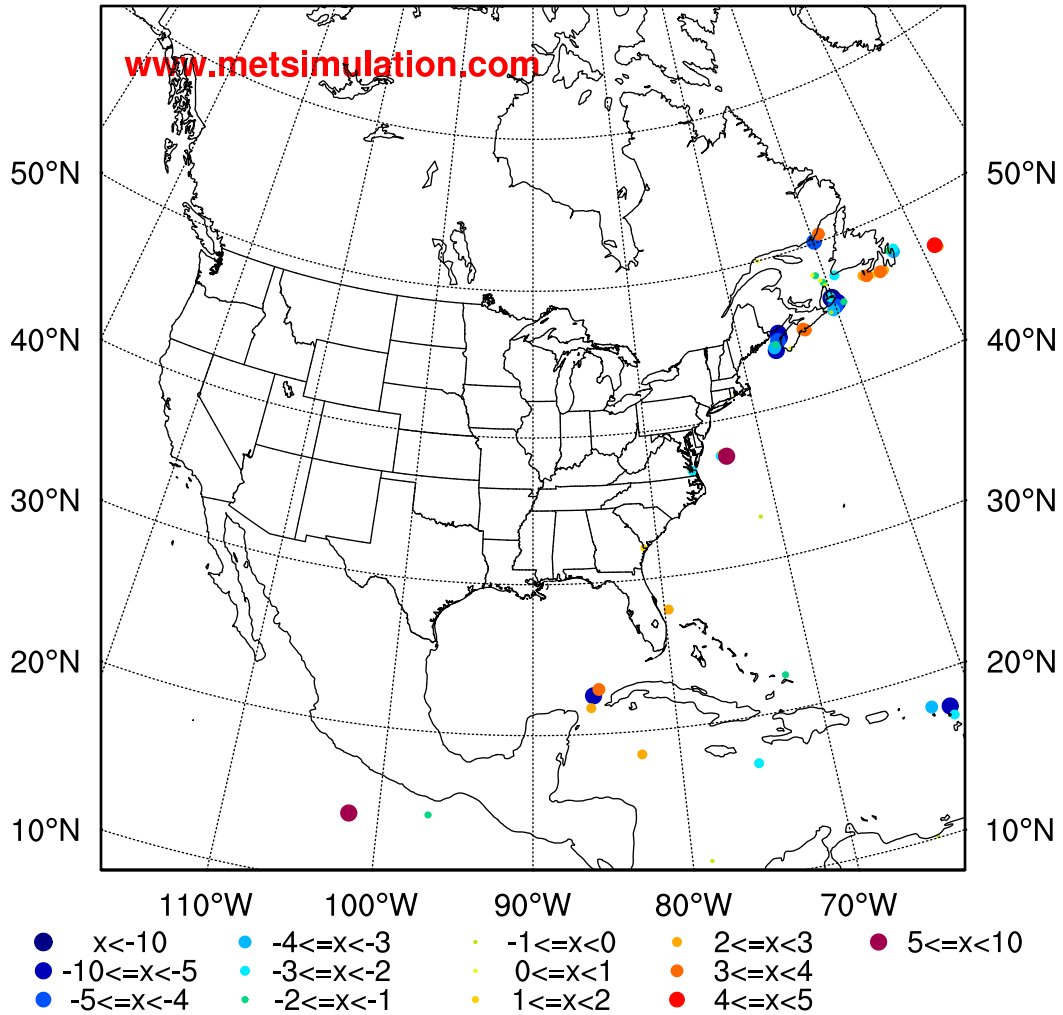 www.metsimulation.com
50°N 50°N
40°N 40°N
30°N 30°N
20°N 20°N
10°N 10°N
110°W 100°W 90°W 80°W 70°W
x<-10 -4<=x<-3 -1<=x<0 2<=x<3 5<=x<10
-10<=x<-5 -3<=x<-2 0<=x<1 3<=x<4
-5<=x<-4 -2<=x<-1 1<=x<2 4<=x<5